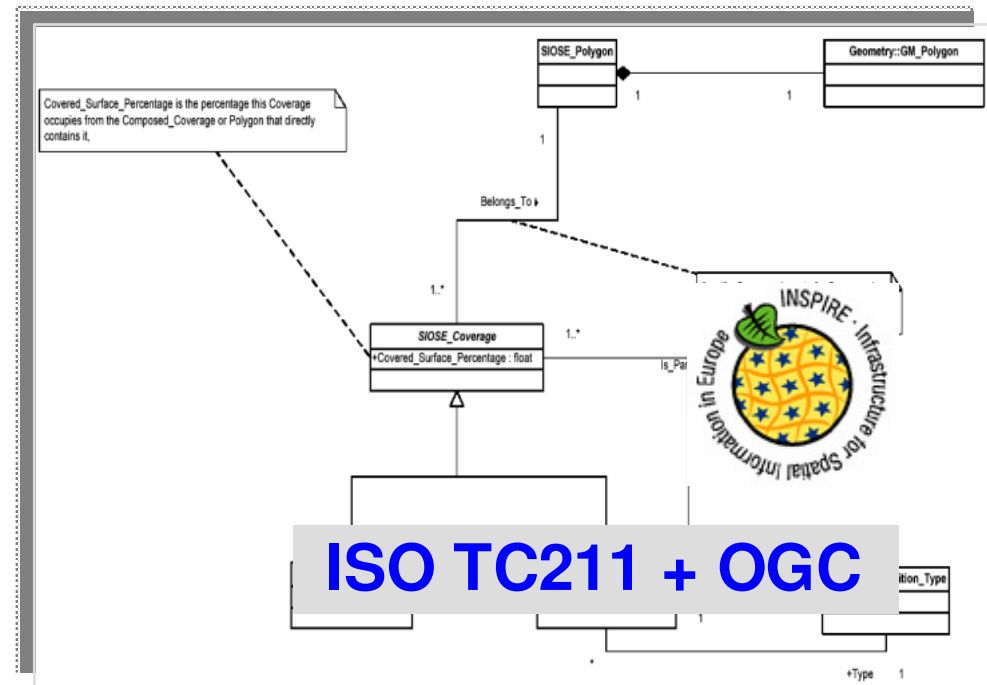 SIOSE_Polygon
Geometry::GM_Polygon
1
1
Covered_Surface_Percentage is the percentage this Coverage
occupies from the Composed_Coverage or Polygon that directly
contains it,
1
Belongs_To
1..*
INSPIRE · Infrastructure for Spatial Information in Europe
SIOSE_Coverage
1..*
+Covered_Surface_Percentage : float
ISO TC211 + OGC
1
*
+Type
1